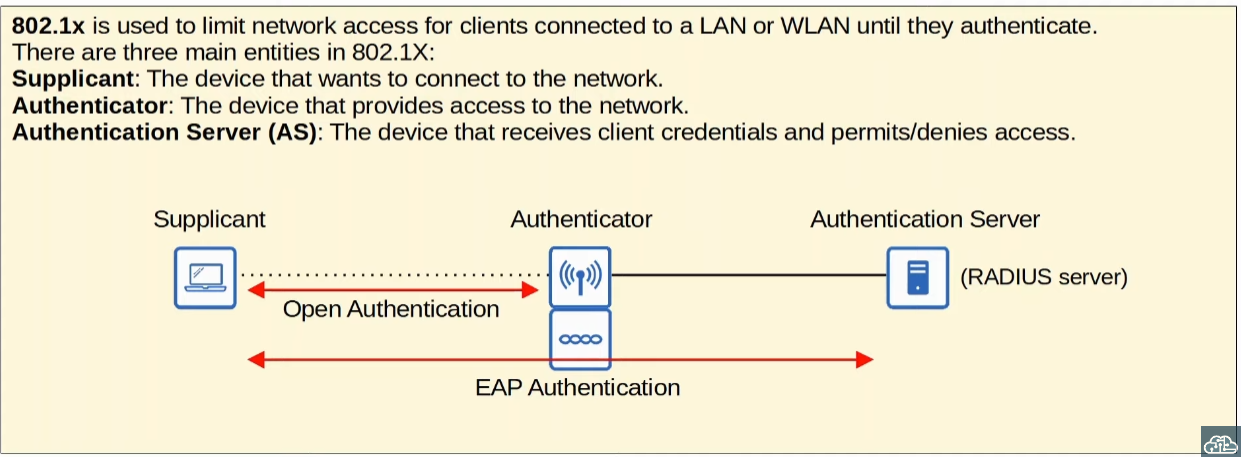 802.1x is used to limit network access for clients connected to a LAN or WLAN until they authenticate.
There are three main entities in 802.1X:
Supplicant: The device that wants to connect to the network.
Authenticator: The device that provides access to the network.
Authentication Server (AS): The device that receives client credentials and permits/denies access.
Supplicant
Authenticator
Authentication Server
(RADIUS server)
Open Authentication
EAP Authentication